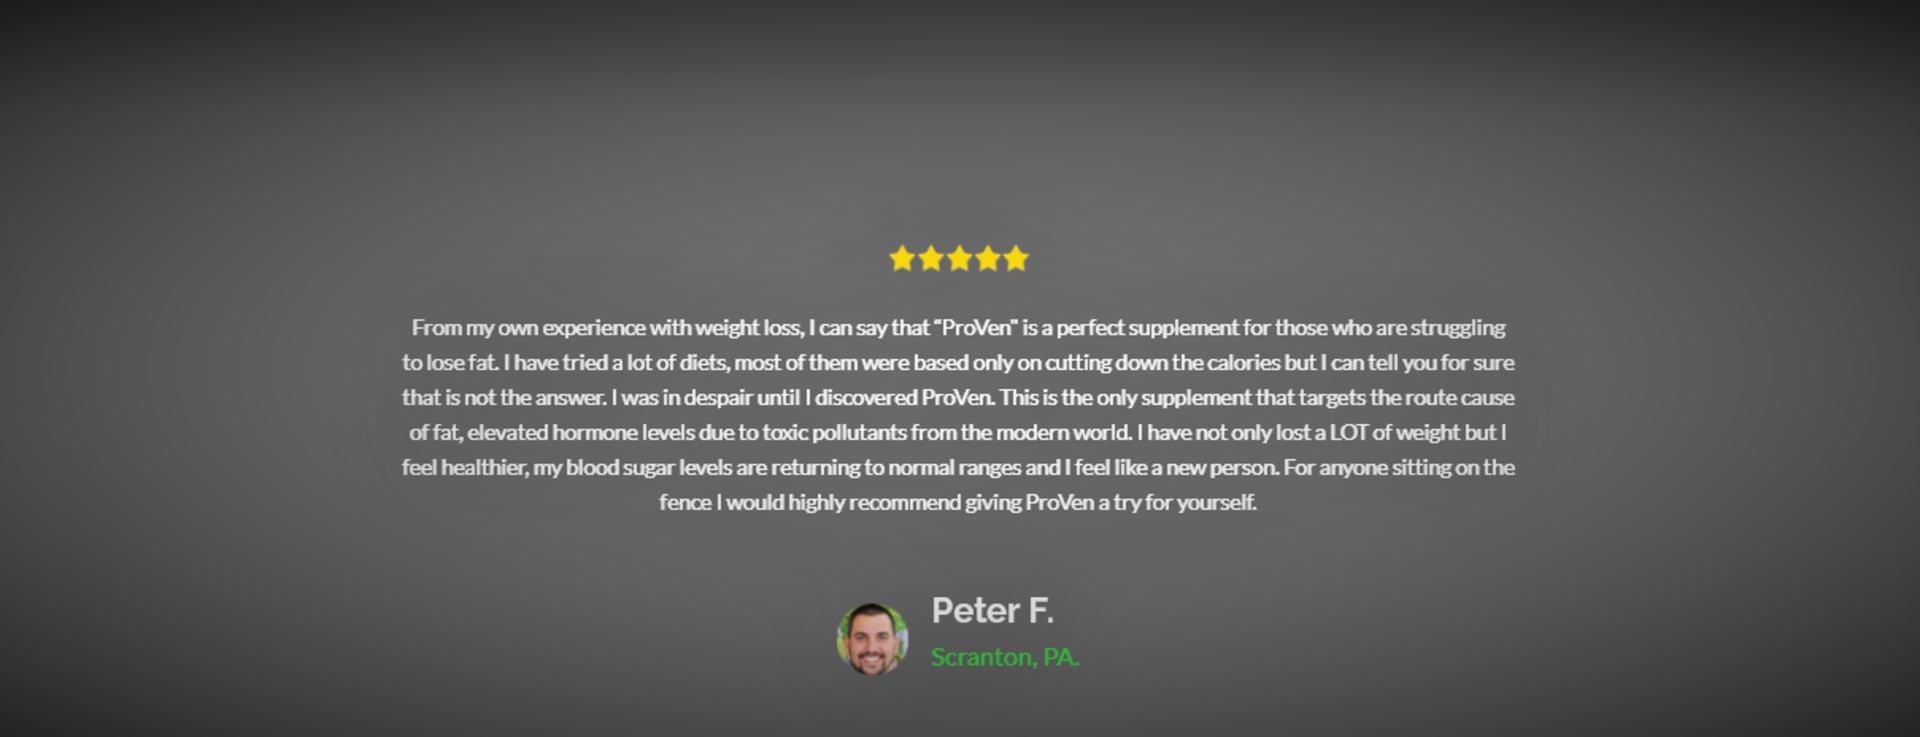 From my own experience with weight loss, I can say that "ProVen" is a perfect supplement for those who are struggling
to lose fat. I have tried a lot of diets, most of them were based only on cutting down the calories but I can tell you for sure
that is not the answer. I was in despair until I discovered ProVen. This is the only supplement that targets the route cause
of fat, elevated hormone levels due to toxic pollutants from the modern world. I have not only lost a LOT of weight but I
feel healthier, my blood sugar levels are returning to normal ranges and I feel like a new person. For anyone sitting on the
fence I would highly recommend giving ProVen a try for yourself.
Peter F.
Scranton, PA.